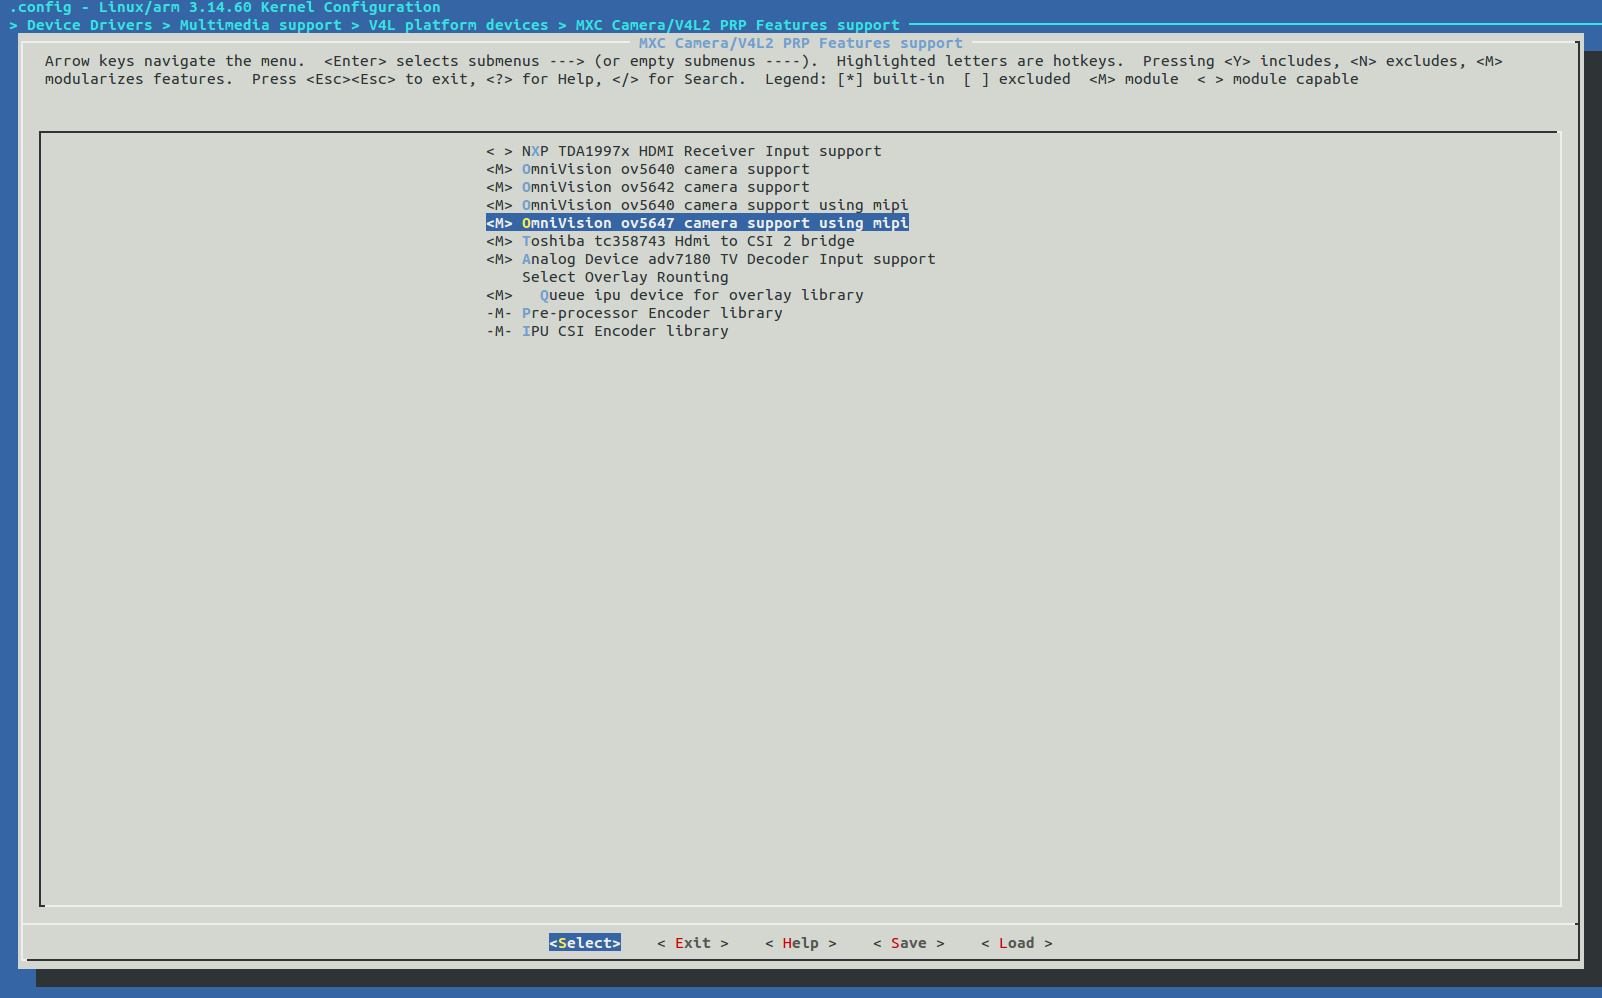 .config - Linux/arm 3.14.60 Kernel Configuration
> Device Drivers > Multimedia support > V4L platform devices > MXC Camera/V4L2 PRP Features support
MXC Camera/V4L2 PRP Features support
Arrow keys navigate the menu.  <Enter> selects submenus ---> (or empty submenus ----).  Highlighted letters are hotkeys.  Pressing <Y> includes, <N> excludes, <M>
modularizes features.  Press <Esc><Esc> to exit, <?> for Help, </> for Search.  Legend: [*] built-in  [ ] excluded  <M> module  < > module capable
< > NXP TDA1997x HDMI Receiver Input support
<M> OmniVision ov5640 camera support
<M> OmniVision ov5642 camera support
<M> OmniVision ov5640 camera support using mipi
<M> OmniVision ov5647 camera support using mipi
<M> Toshiba tc358743 Hdmi to CSI 2 bridge
<M> Analog Device adv7180 TV Decoder Input support
Select Overlay Rounting
<M>   Queue ipu device for overlay library
-M- Pre-processor Encoder library
-M- IPU CSI Encoder library
<Select>    < Exit >    < Help >    < Save >    < Load >